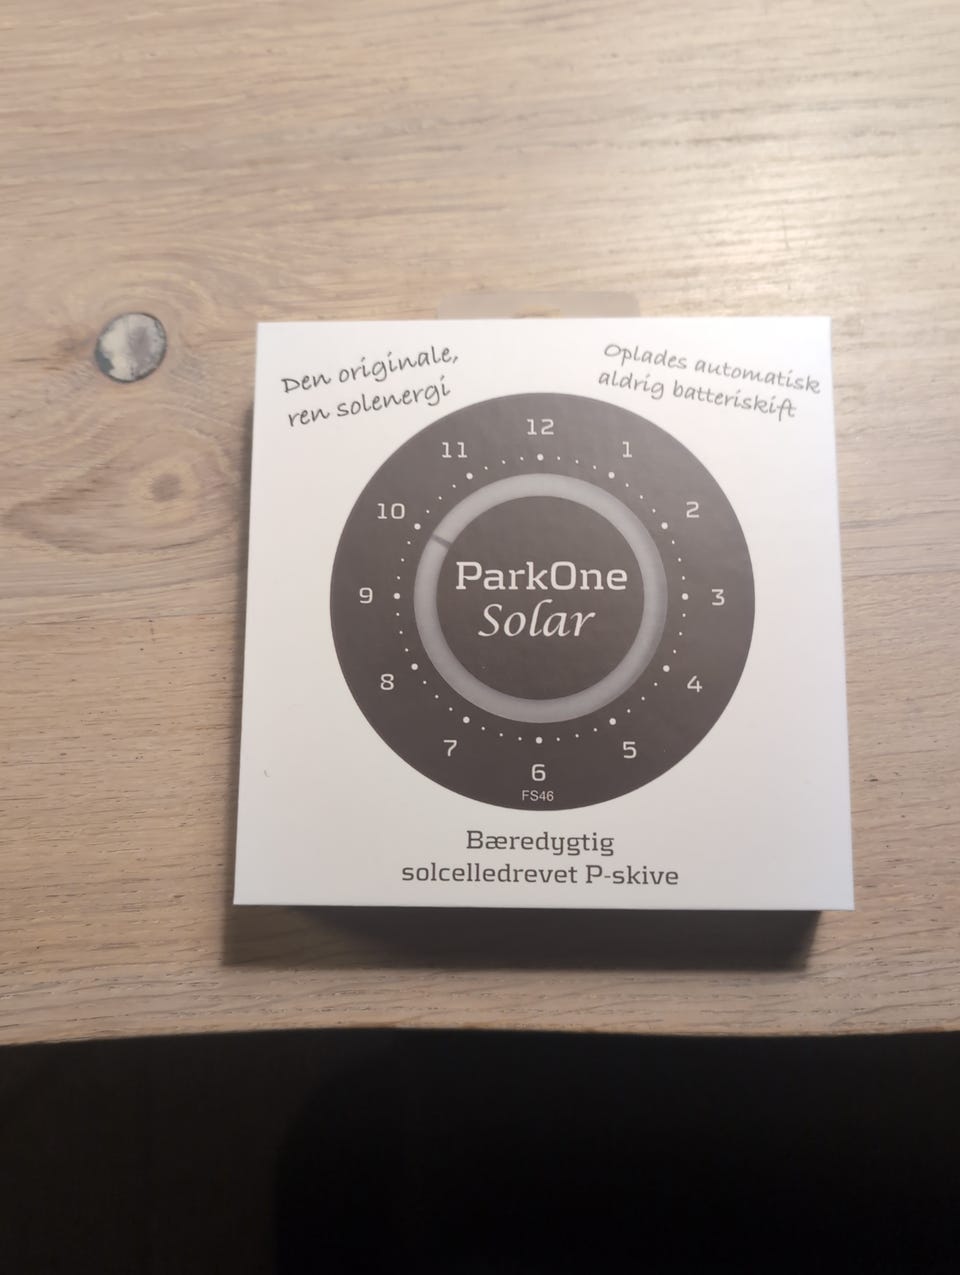 Den originale,
ren solenergi
Oplades automatisk
aldrig batteriskift
12
11
1
10
2
9
3
8
4
7
5
6
ParkOne
Solar
FS46
Bæredygtig
solcelledrevet P-skive